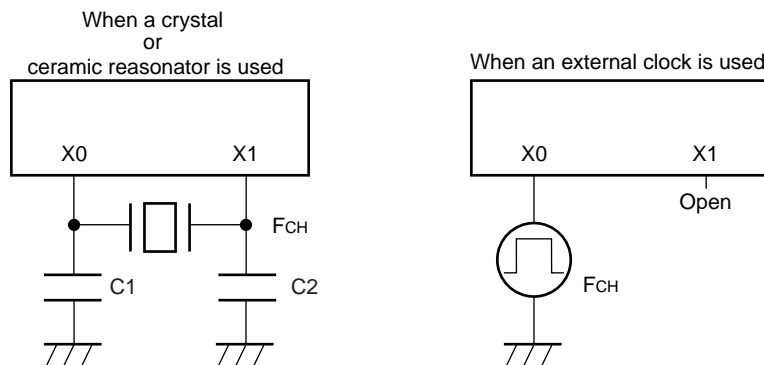 When a crystal
or
ceramic reasonator is used
X0 X1
FCH
C1 C2
When an external clock is used
X0 X1
Open
FCH